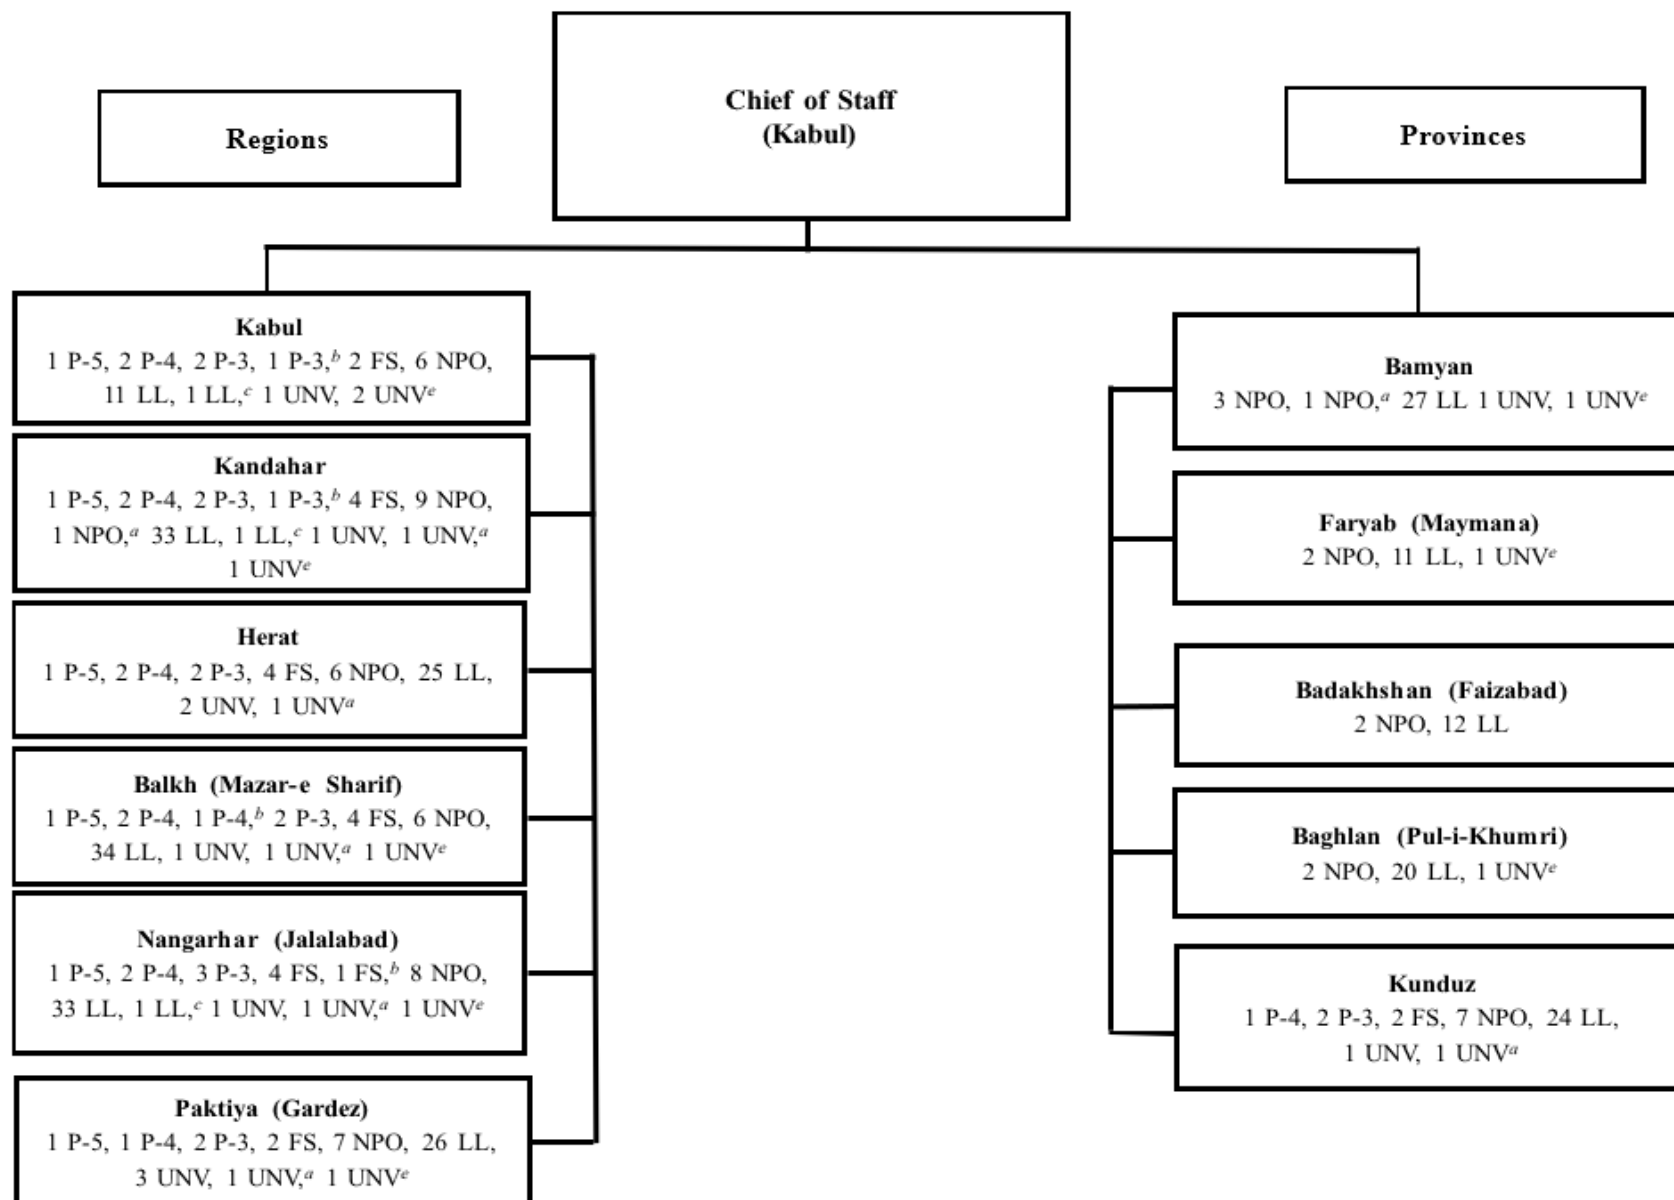 Chief of Staff
(Kabul)
Regions
Provinces
Kabul
1 P-5, 2 P-4, 2 P-3, 1 P-3,ᵇ 2 FS, 6 NPO,
11 LL, 1 LL,ᶜ 1 UNV, 2 UNVᵉ
Kandahar
1 P-5, 2 P-4, 2 P-3, 1 P-3,ᵇ 4 FS, 9 NPO,
1 NPO,ᵃ 33 LL, 1 LL,ᶜ 1 UNV, 1 UNV,ᵃ
1 UNVᵉ
Herat
1 P-5, 2 P-4, 2 P-3, 4 FS, 6 NPO, 25 LL,
2 UNV, 1 UNVᵃ
Balkh (Mazar-e Sharif)
1 P-5, 2 P-4, 1 P-4,ᵇ 2 P-3, 4 FS, 6 NPO,
34 LL, 1 UNV, 1 UNV,ᵃ 1 UNVᵉ
Nangarhar (Jalalabad)
1 P-5, 2 P-4, 3 P-3, 4 FS, 1 FS,ᵇ 8 NPO,
33 LL, 1 LL,ᶜ 1 UNV, 1 UNV,ᵃ 1 UNVᵉ
Paktiya (Gardez)
1 P-5, 1 P-4, 2 P-3, 2 FS, 7 NPO, 26 LL,
3 UNV, 1 UNV,ᵃ 1 UNVᵉ
Bamyan
3 NPO, 1 NPO,ᵃ 27 LL 1 UNV, 1 UNVᵉ
Faryab (Maymana)
2 NPO, 11 LL, 1 UNVᵉ
Badakhshan (Faizabad)
2 NPO, 12 LL
Baghlan (Pul-i-Khumri)
2 NPO, 20 LL, 1 UNVᵉ
Kunduz
1 P-4, 2 P-3, 2 FS, 7 NPO, 24 LL,
1 UNV, 1 UNVᵃ